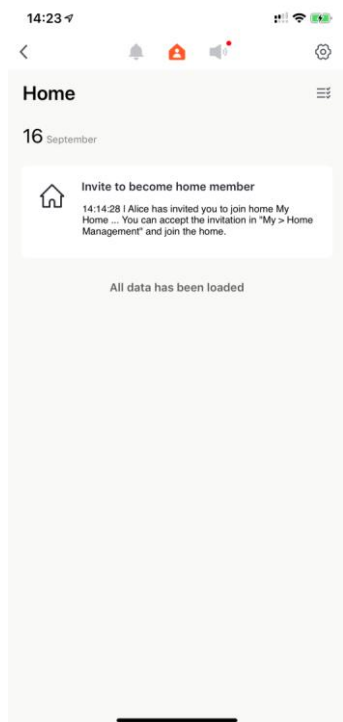 14:23
Home
16 September
Invite to become home member
14:14:28 | Alice has invited you to join home My
Home ... You can accept the invitation in "My > Home
Management" and join the home.
All data has been loaded